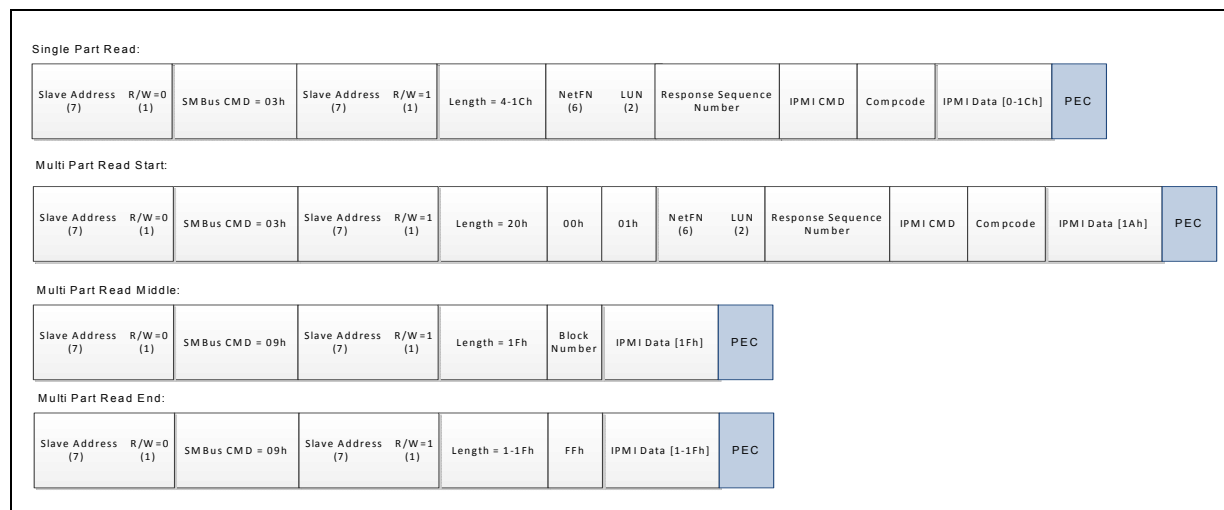 Single Part Read:
Slave Address R/W=0 SMBus CMD = 03h Slave Address R/W=1 Length = 4-1Ch NetFN LUN Response Sequence IPMI CMD Compcode IPMI Data [0-1Ch] PEC
(7) (1) (7) (1) (6) (2) Number
Multi Part Read Start:
Slave Address R/W=0 SMBus CMD = 03h Slave Address R/W=1 Length = 20h 00h 01h NetFN LUN Response Sequence IPMI CMD Compcode IPMI Data [1Ah] PEC
(7) (1) (7) (1) (6) (2) Number
Multi Part Read Middle:
Slave Address R/W=0 SMBus CMD = 09h Slave Address R/W=1 Length = 1Fh Block IPMI Data [1Fh] PEC
(7) (1) (7) (1) Number
Multi Part Read End:
Slave Address R/W=0 SMBus CMD = 09h Slave Address R/W=1 Length = 1-1Fh FFh IPMI Data [1-1Fh] PEC
(7) (1) (7) (1)